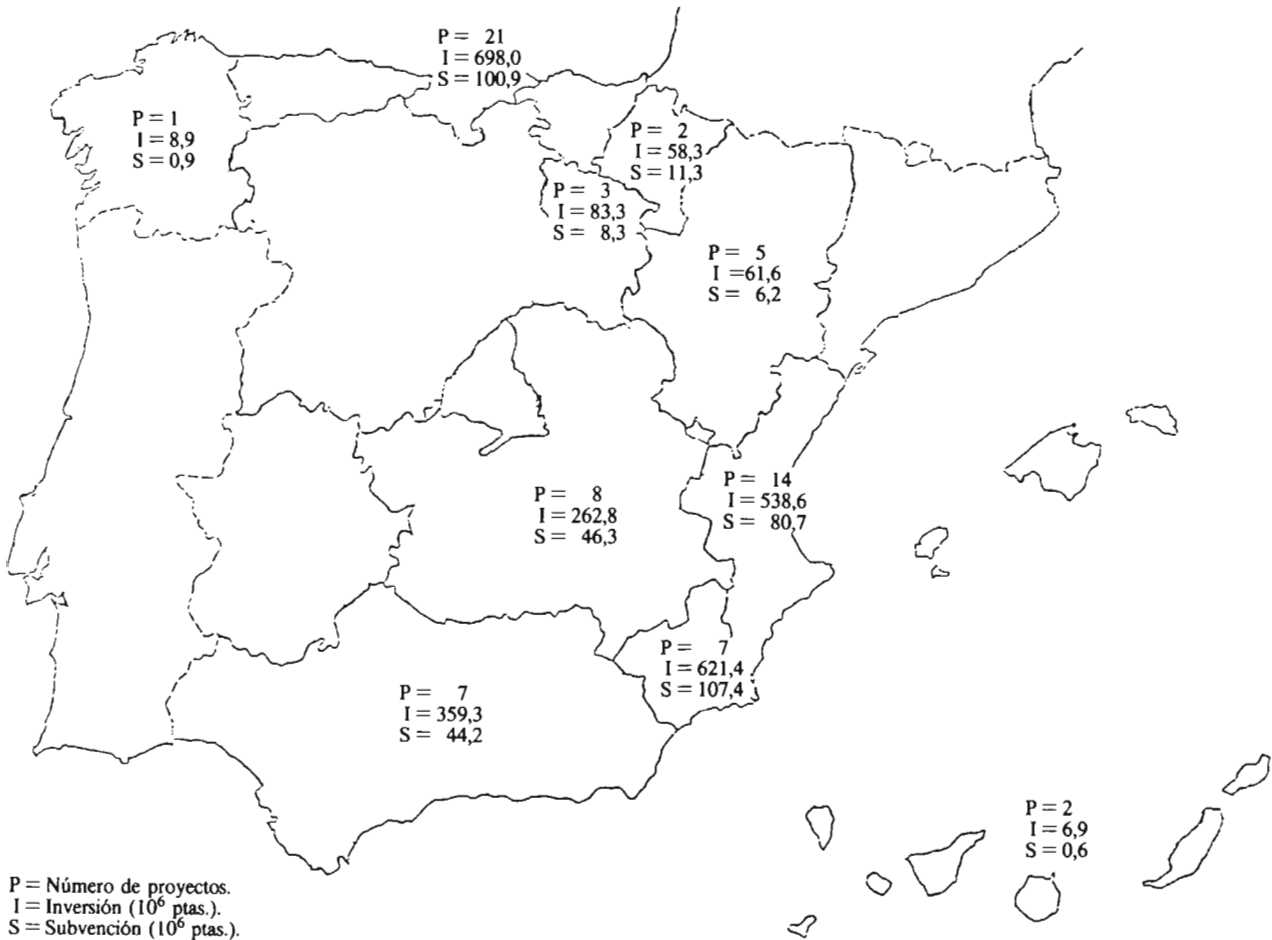 P = 21
I = 698,0
S = 100,9
P = 1
I = 8,9
S = 0,9
P = 2
I = 58,3
S = 11,3
P = 3
I = 83,3
S = 8,3
P = 5
I =61,6
S = 6,2
P = 14
I = 538,6
S = 80,7
P = 8
I = 262,8
S = 46,3
P = 7
I = 621,4
S = 107,4
P = 7
I = 359,3
S = 44,2
P = 2
I = 6,9
S = 0,6
P = Número de proyectos.
I = Inversión (10⁶ ptas.).
S = Subvención (10⁶ ptas.).